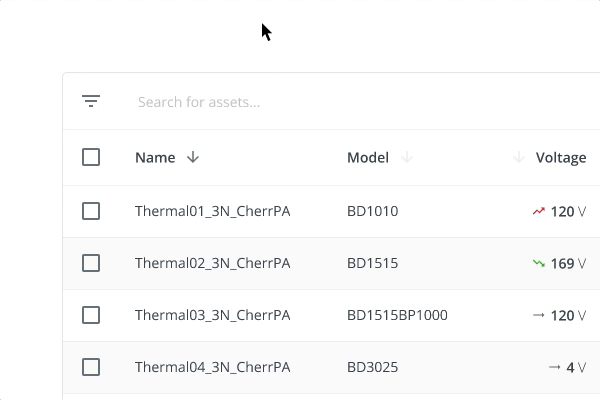 Search for assets...
Name Model Voltage
Thermal01_3N_CherrPA BD1010 120 V
Thermal02_3N_CherrPA BD1515 169 V
Thermal03_3N_CherrPA BD1515BP1000 120 V
Thermal04_3N_CherrPA BD3025 4 V